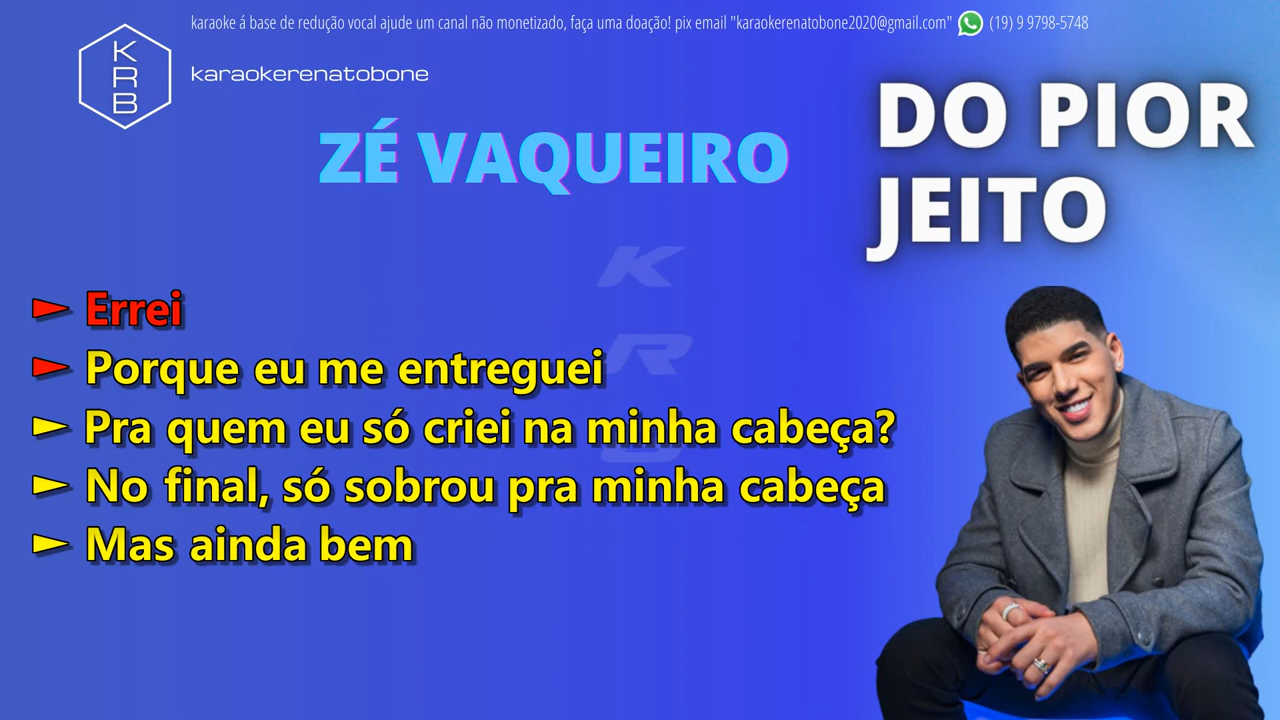 karaoke á base de redução vocal ajude um canal não monetizado, faça uma doação! pix email "karaokerenatobone2020@gmail.com" (19) 9 9798-5748
K
R
B
karaokerenatobone
ZÉ VAQUEIRO
DO PIOR
JEITO
K
R
Errei
Porque eu me entreguei
Pra quem eu só criei na minha cabeça?
No final, só sobrou pra minha cabeça
Mas ainda bem